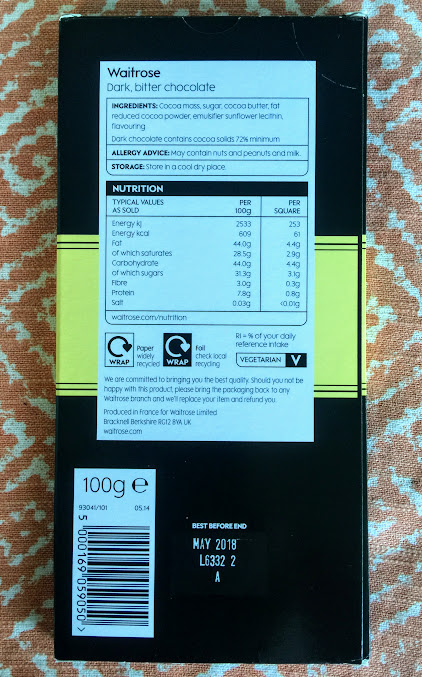 Waitrose
Dark, bitter chocolate
INGREDIENTS: Cocoa mass, sugar, cocoa butter, fat
reduced cocoa powder, emulsifier sunflower lecithin,
flavouring
Dark chocolate contains cocoa solids 72% minimum
ALLERGY ADVICE: May contain nuts and peanuts and milk.
STORAGE: Store in a cool dry place.
NUTRITION
TYPICAL VALUES AS SOLD PER 100g PER SQUARE
Energy kJ 2533 253
Energy kcal 609 61
Fat 44.0g 4.4g
of which saturates 28.5g 2.9g
Carbohydrate 44.0g 4.4g
of which sugars 31.3g 3.1g
Fibre 3.0g 0.3g
Protein 7.8g 0.8g
Salt 0.03g <0.01g
waitrose.com/nutrition
WRAP
Paper
widely
recycled
WRAP
Foil
check local
recycling
RI = % of your daily
reference intake
VEGETARIAN V
We are committed to bringing you the best quality. Should you not be
happy with this product, please bring the packaging back to any
Waitrose branch and we'll replace your item and refund you.
Produced in France for Waitrose Limited
Bracknell Berkshire RG12 8YA UK
waitrose.com
100g e
93041/101 05.14
5 000169 059050 >
BEST BEFORE END
MAY 2018
L6332 2
A